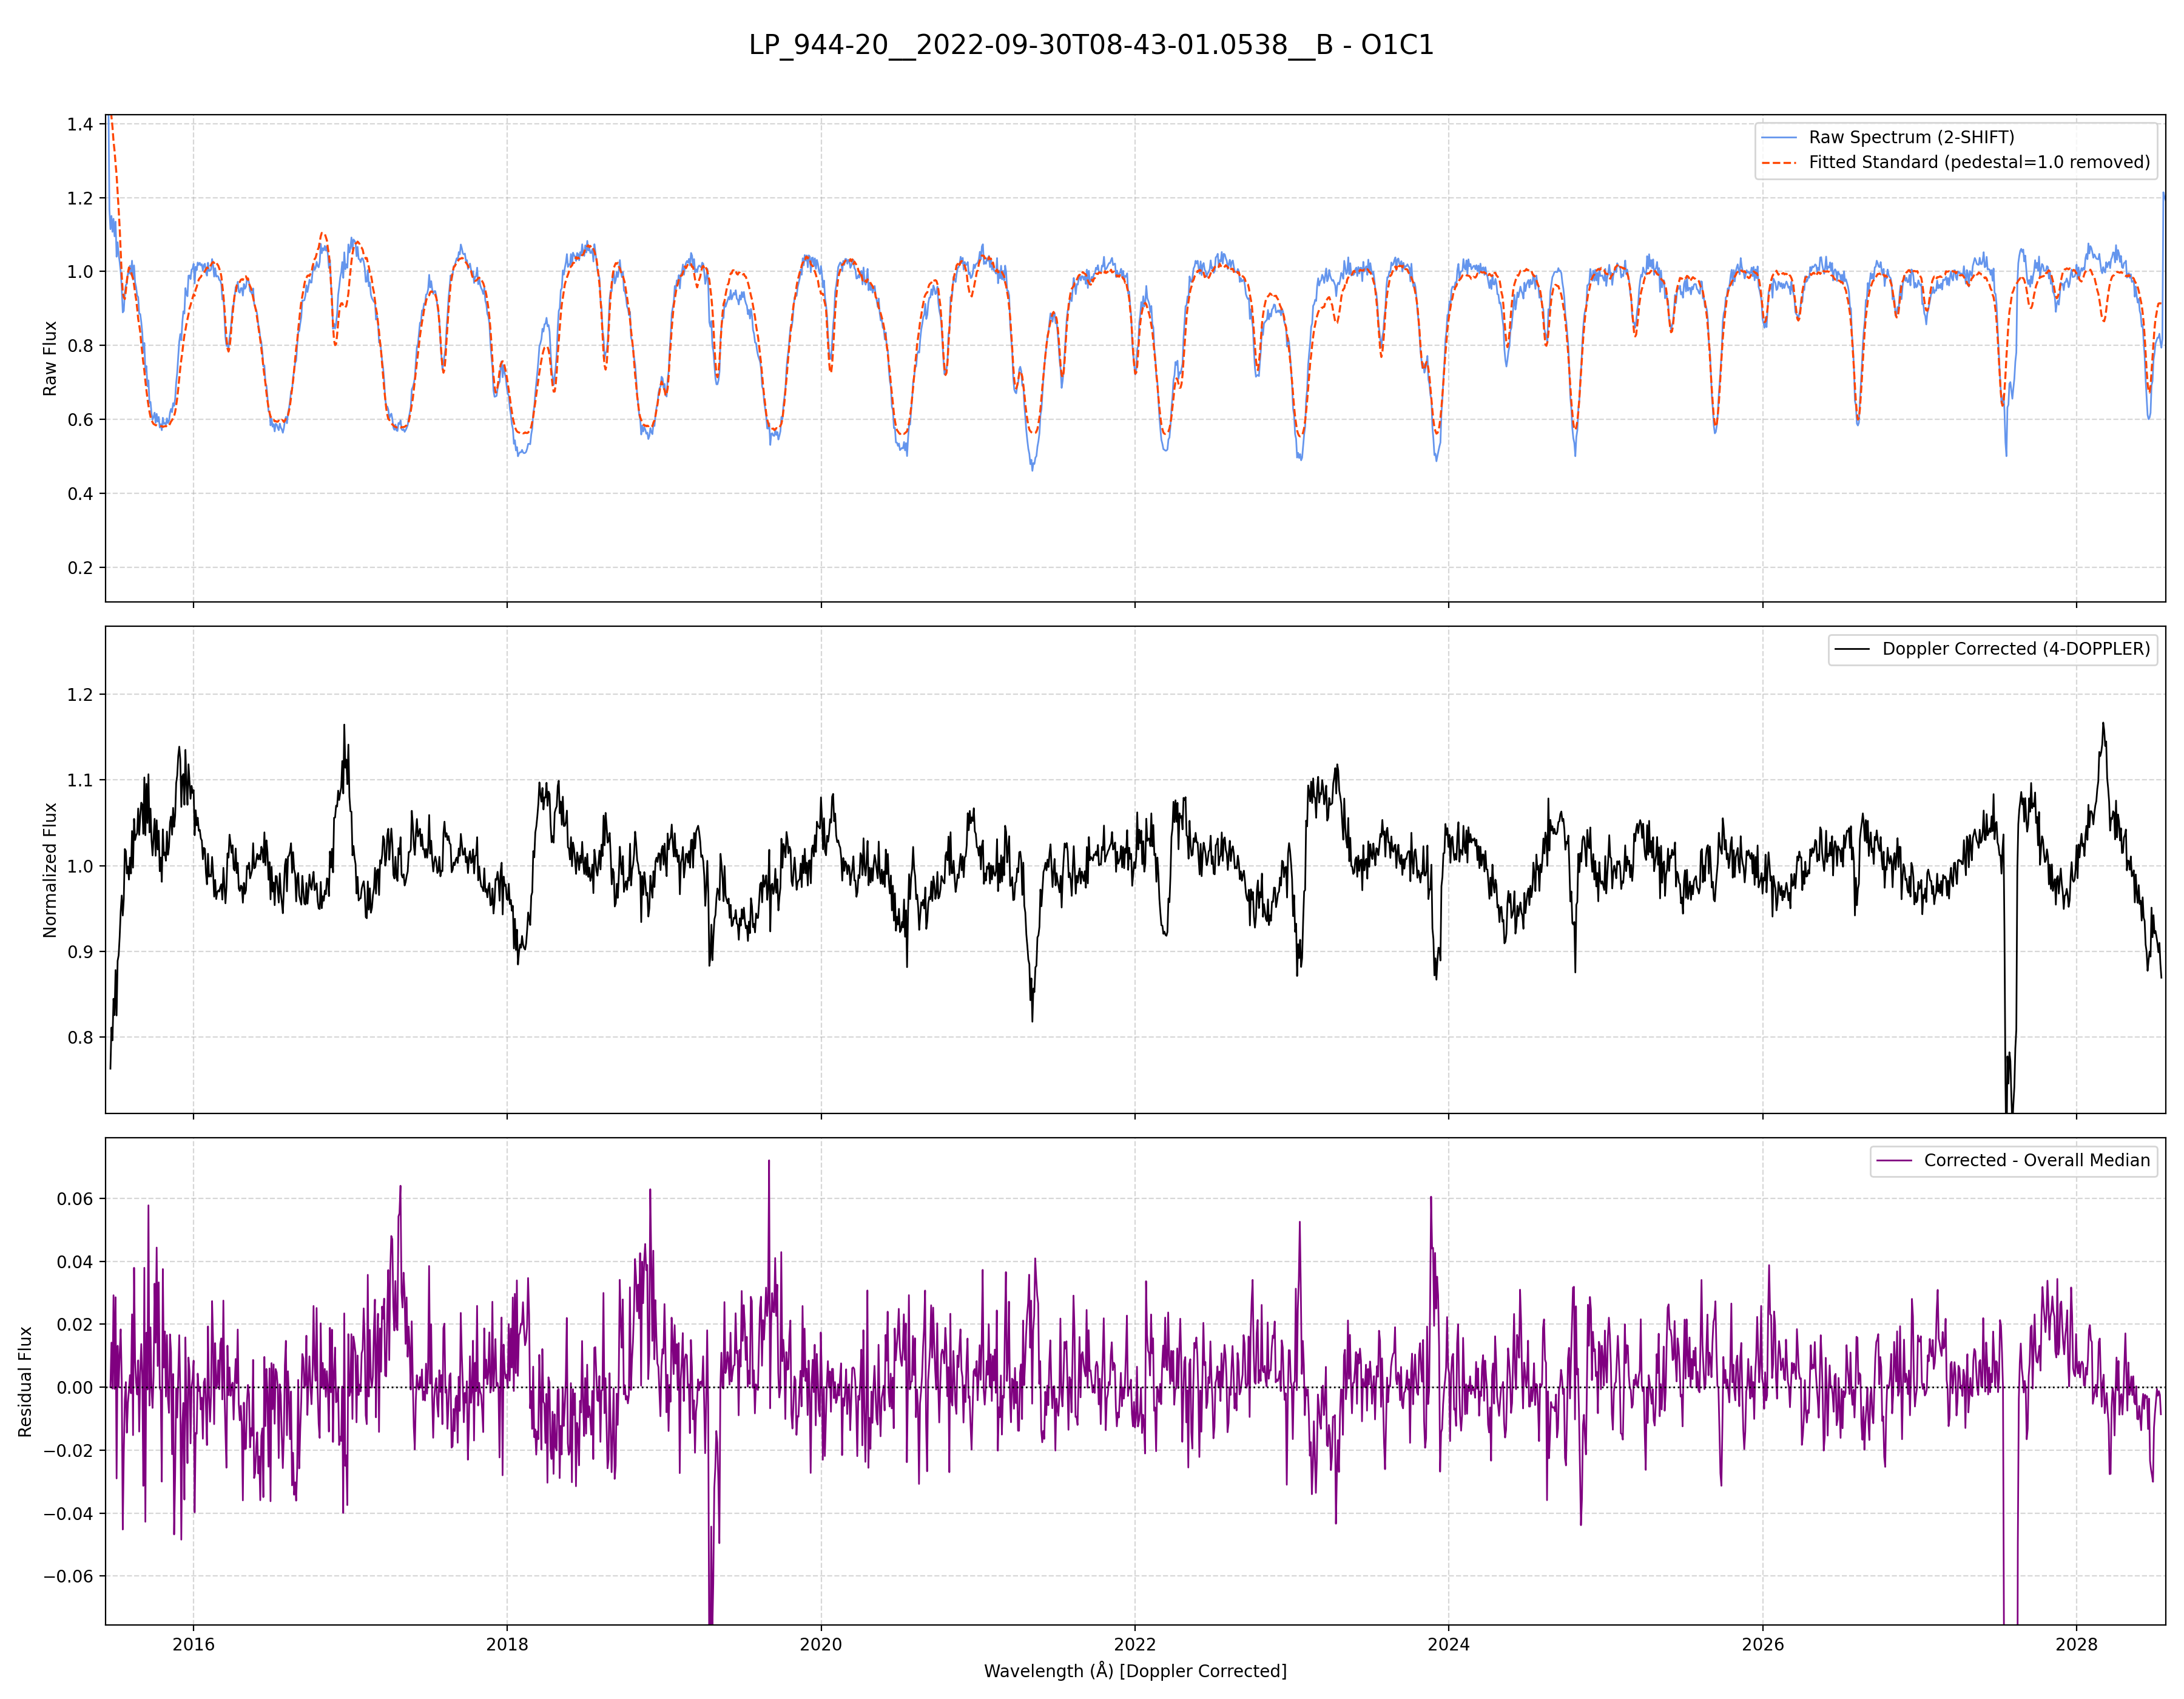 LP_944-20__2022-09-30T08-43-01.0538__B - O1C1
Raw Flux
1.4
1.2
1.0
0.8
0.6
0.4
0.2
Raw Spectrum (2-SHIFT)
Fitted Standard (pedestal=1.0 removed)
Normalized Flux
1.2
1.1
1.0
0.9
0.8
Doppler Corrected (4-DOPPLER)
Residual Flux
0.06
0.04
0.02
0.00
−0.02
−0.04
−0.06
Corrected - Overall Median
2016 2018 2020 2022 2024 2026 2028
Wavelength (Å) [Doppler Corrected]